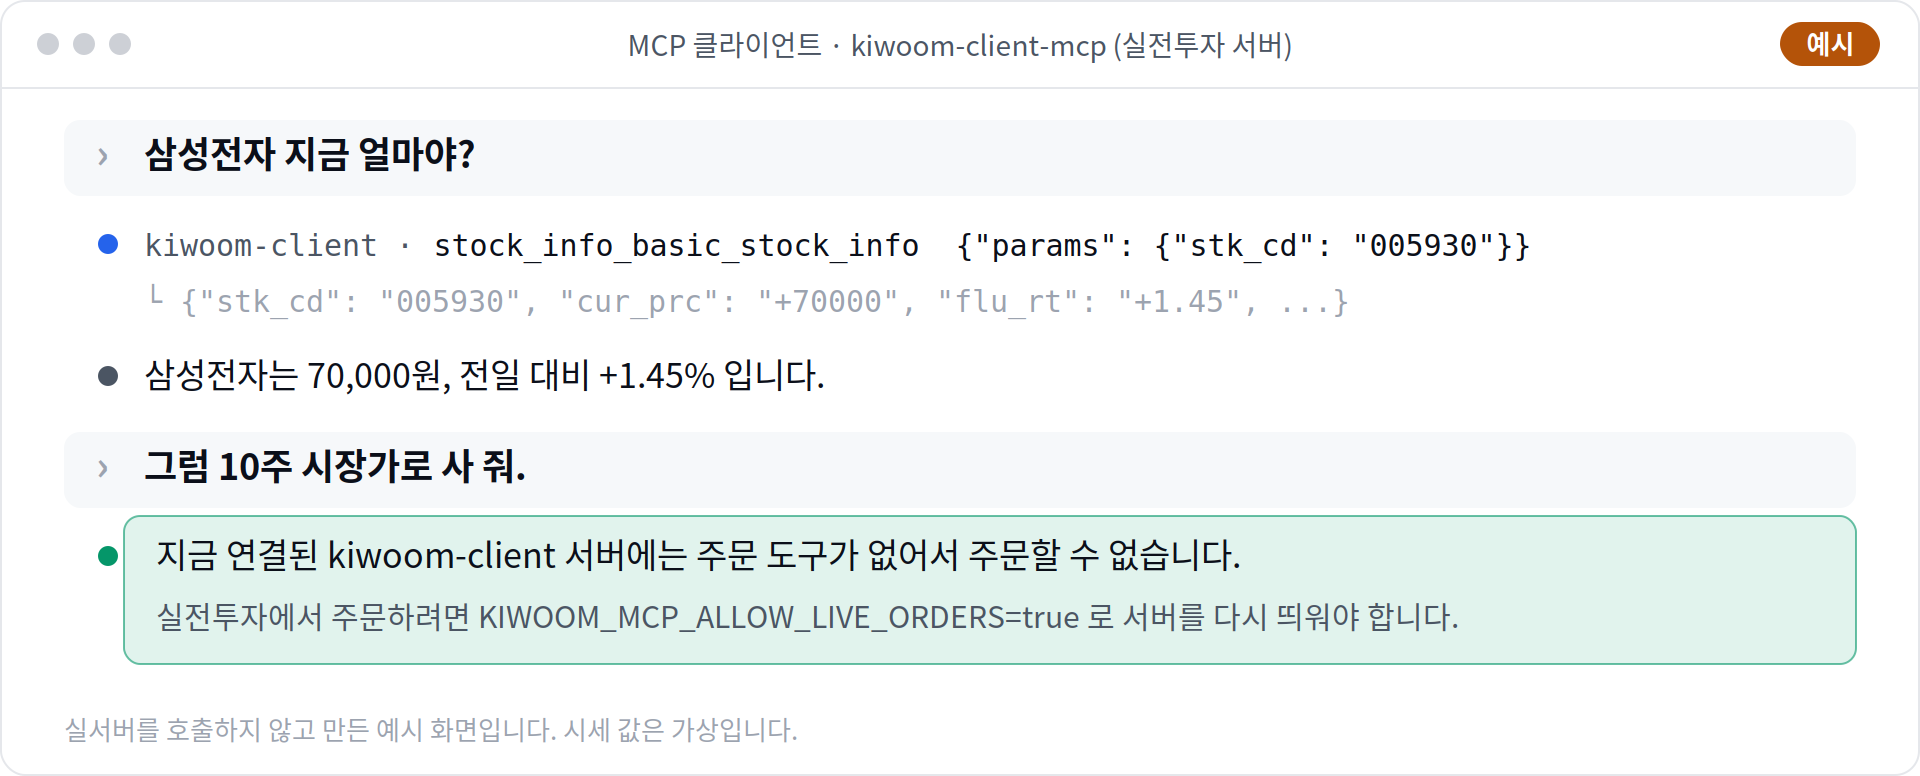 MCP 클라이언트 · kiwoom-client-mcp (실전투자 서버)
예시
› 삼성전자 지금 얼마야?
kiwoom-client · stock_info_basic_stock_info {"params": {"stk_cd": "005930"}}
└ {"stk_cd": "005930", "cur_prc": "+70000", "flu_rt": "+1.45", ...}
삼성전자는 70,000원, 전일 대비 +1.45% 입니다.
› 그럼 10주 시장가로 사 줘.
지금 연결된 kiwoom-client 서버에는 주문 도구가 없어서 주문할 수 없습니다.
실전투자에서 주문하려면 KIWOOM_MCP_ALLOW_LIVE_ORDERS=true 로 서버를 다시 띄워야 합니다.
실서버를 호출하지 않고 만든 예시 화면입니다. 시세 값은 가상입니다.